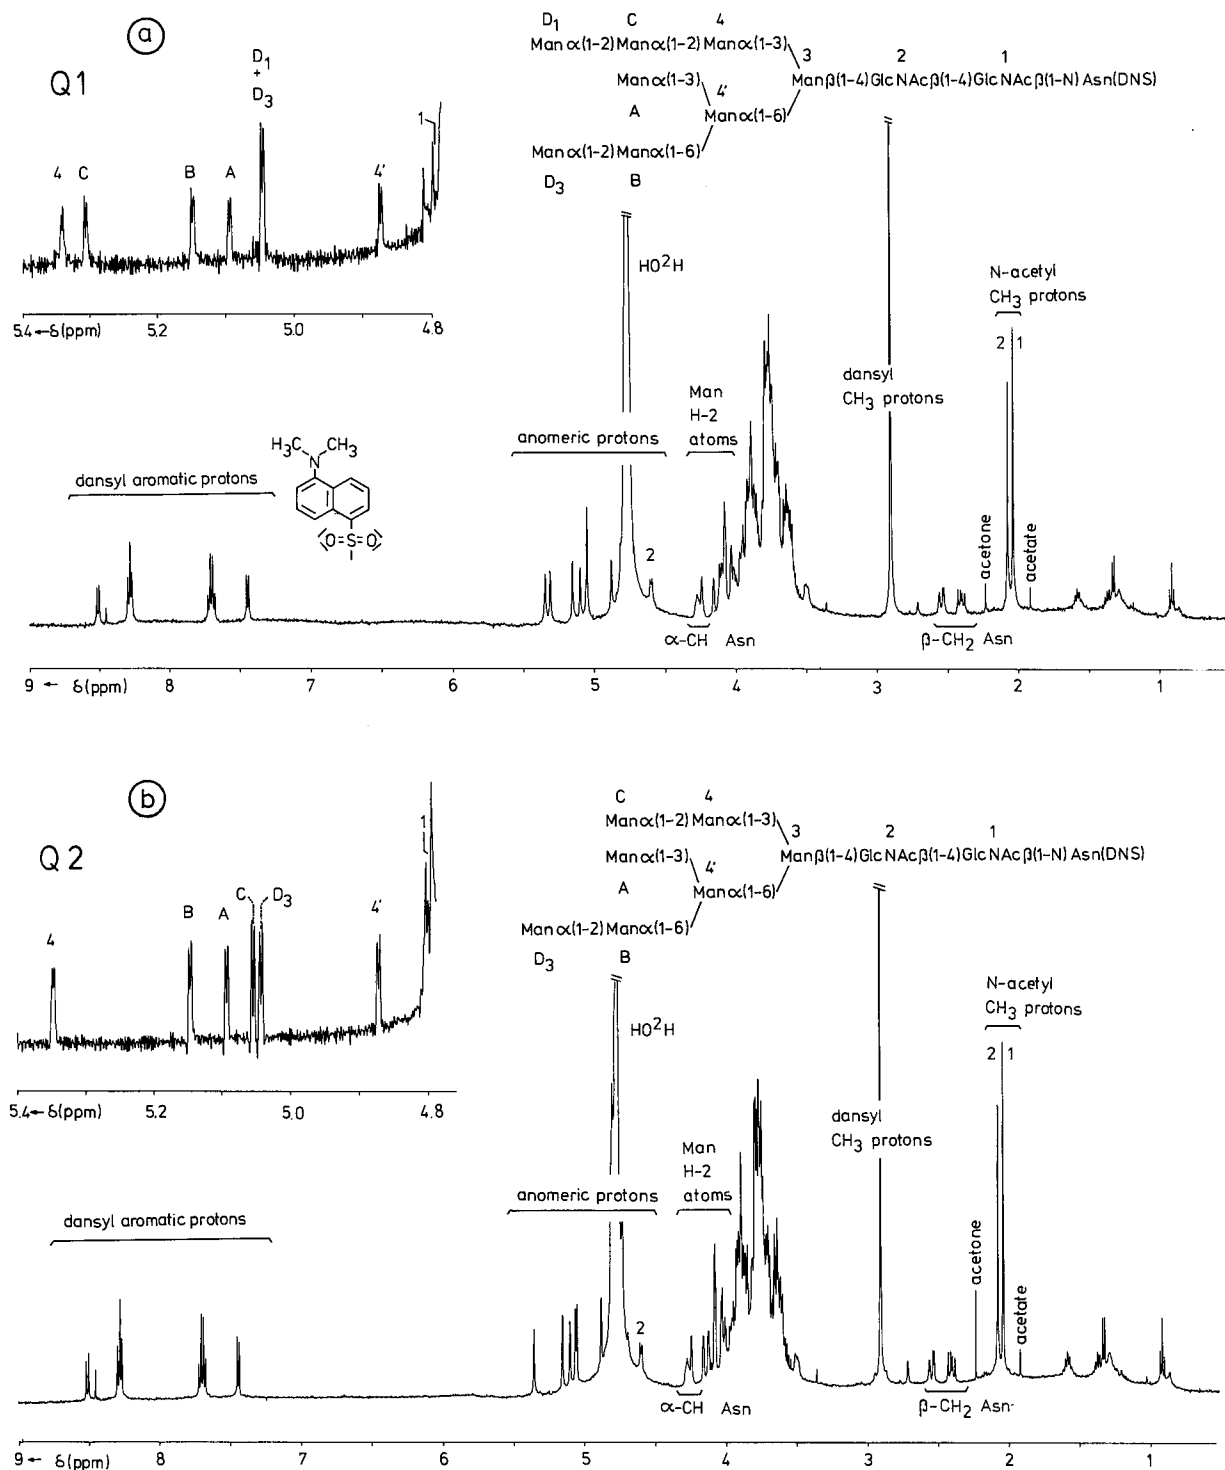 a
Q1
D1
+
D3
4 C B A 4' 1
5.4 ← δ(ppm) 5.2 5.0 4.8
D1 C 4
Manα(1-2)Manα(1-2)Manα(1-3)
3 2 1
Manα(1-3) Manβ(1-4)GlcNAcβ(1-4)GlcNAcβ(1-N)Asn(DNS)
A 4' Manα(1-6)
Manα(1-2)Manα(1-6)
D3 B
HO²H
N-acetyl
CH3 protons
2 1
dansyl
CH3 protons
Man
H-2
atoms
anomeric protons
H3C CH3
N
dansyl aromatic protons
(O=S=O)
2
acetone
acetate
α-CH Asn
β-CH2 Asn
9 ← δ(ppm) 8 7 6 5 4 3 2 1
b
Q2
4 B A C D3 4' 1
5.4 ← δ(ppm) 5.2 5.0 4.8
C 4
Manα(1-2)Manα(1-3)
3 2 1
Manα(1-3) Manβ(1-4)GlcNAcβ(1-4)GlcNAcβ(1-N)Asn(DNS)
A 4' Manα(1-6)
Manα(1-2)Manα(1-6)
D3 B
HO²H
N-acetyl
CH3 protons
2 1
dansyl
CH3 protons
Man
H-2
atoms
anomeric protons
dansyl aromatic protons
2
acetone
acetate
α-CH Asn
β-CH2 Asn
9 ← δ(ppm) 8 7 6 5 4 3 2 1